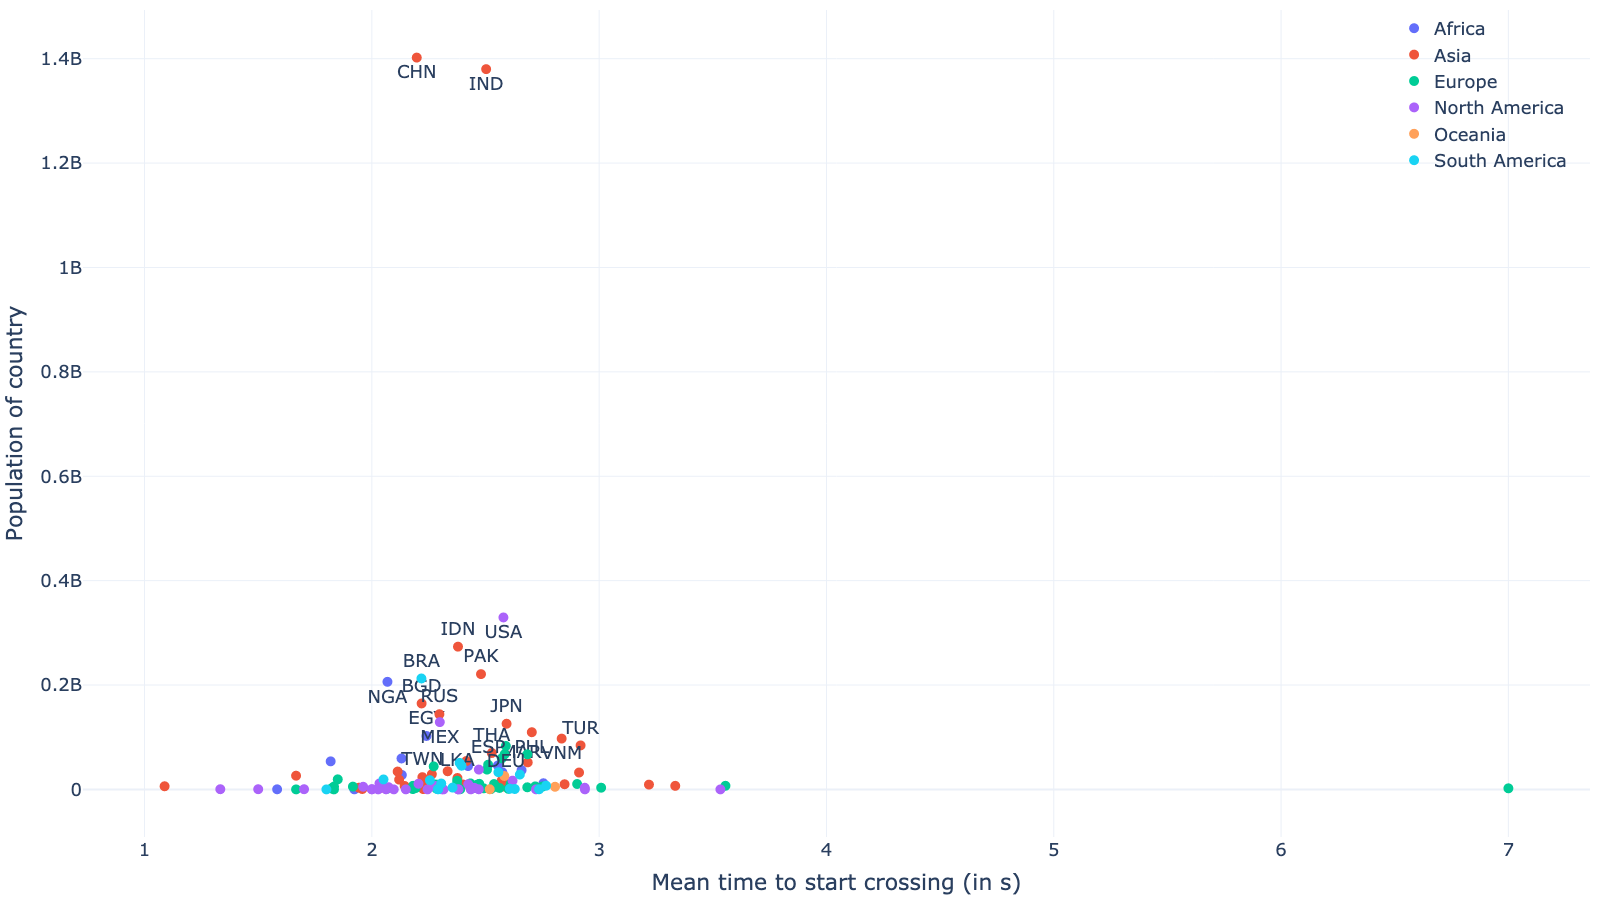 Africa
Asia
Europe
North America
Oceania
South America
1.4B
1.2B
1B
0.8B
0.6B
0.4B
0.2B
0
Population of country
CHN
IND
IDN
USA
PAK
BRA
BGD
NGA
RUS
JPN
EGY
TUR
MEX
THA
ESP
PHL
MAR
VNM
TWN
LKA
DEU
1
2
3
4
5
6
7
Mean time to start crossing (in s)